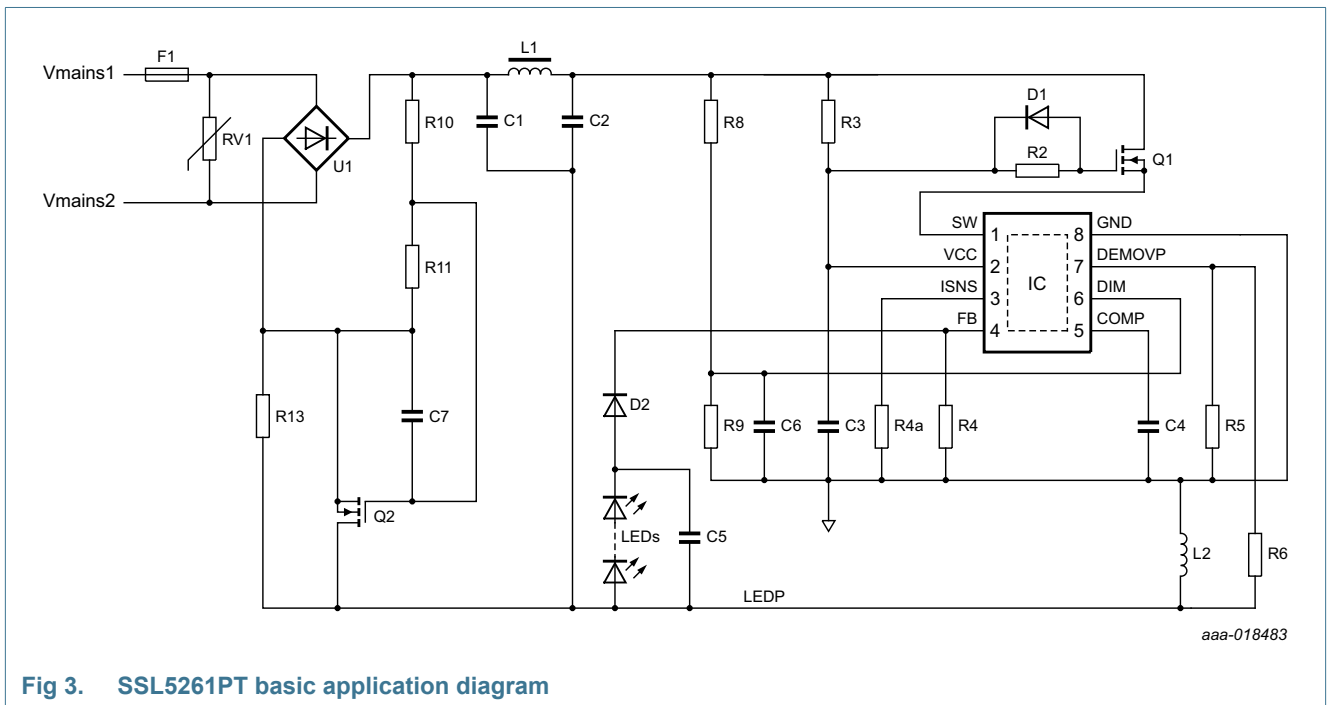 F1
L1
Vmains1
D1
RV1
R10
C1
C2
R8
R3
R2
Q1
U1
Vmains2
SW
GND
1
8
VCC
DEMOVP
2
7
R11
IC
ISNS
DIM
3
6
FB
COMP
4
5
D2
R13
C7
R9
C6
C3
R4a
R4
C4
R5
Q2
LEDs
C5
L2
R6
LEDP
aaa-018483
Fig 3. SSL5261PT basic application diagram